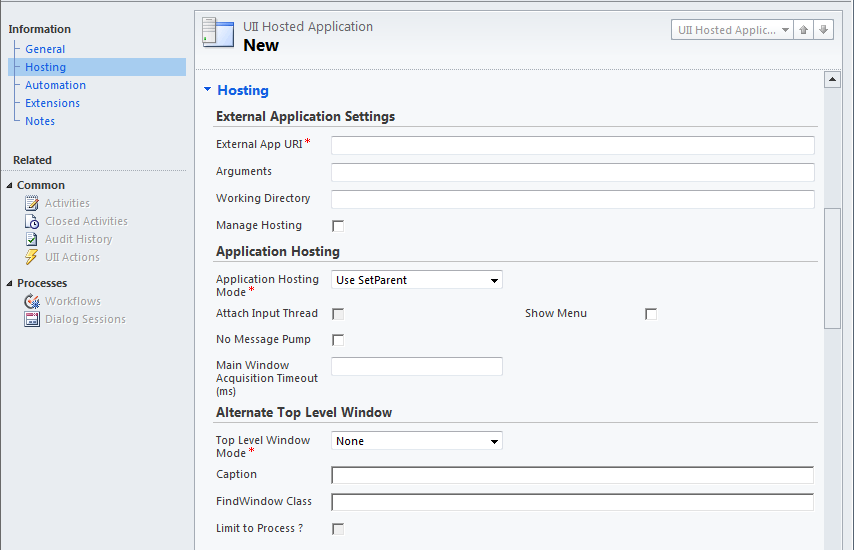 Information
General
Hosting
Automation
Extensions
Notes
Related
Common
Activities
Closed Activities
Audit History
UII Actions
Processes
Workflows
Dialog Sessions
UII Hosted Application
New
UII Hosted Applic...
Hosting
External Application Settings
External App URI *
Arguments
Working Directory
Manage Hosting
Application Hosting
Application Hosting
Mode *
Use SetParent
Attach Input Thread
Show Menu
No Message Pump
Main Window
Acquisition Timeout
(ms)
Alternate Top Level Window
Top Level Window
Mode *
None
Caption
FindWindow Class
Limit to Process ?